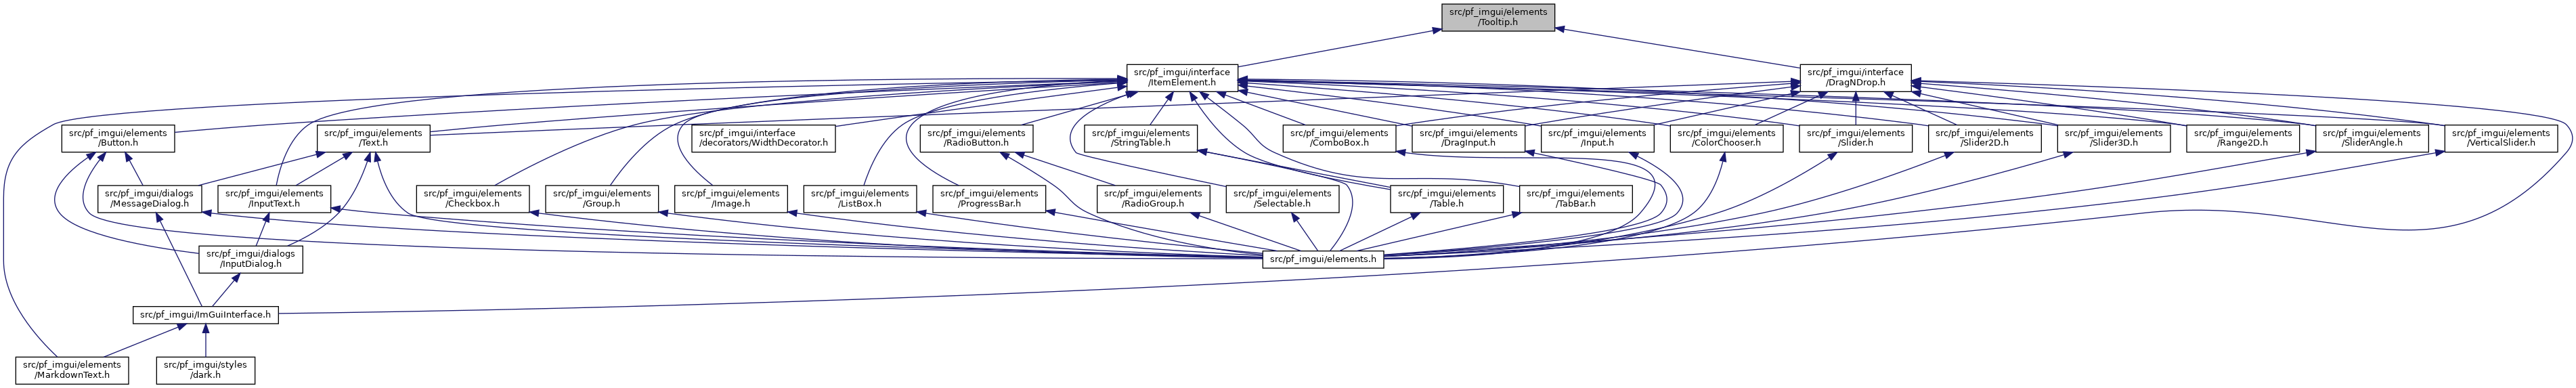 src/pf_imgui/elements
/Tooltip.h
src/pf_imgui/interface
/ItemElement.h
src/pf_imgui/interface
/DragNDrop.h
src/pf_imgui/elements
/Button.h
src/pf_imgui/elements
/Text.h
src/pf_imgui/interface
/decorators/WidthDecorator.h
src/pf_imgui/elements
/RadioButton.h
src/pf_imgui/elements
/StringTable.h
src/pf_imgui/elements
/ComboBox.h
src/pf_imgui/elements
/DragInput.h
src/pf_imgui/elements
/Input.h
src/pf_imgui/elements
/ColorChooser.h
src/pf_imgui/elements
/Slider.h
src/pf_imgui/elements
/Slider2D.h
src/pf_imgui/elements
/Slider3D.h
src/pf_imgui/elements
/Range2D.h
src/pf_imgui/elements
/SliderAngle.h
src/pf_imgui/elements
/VerticalSlider.h
src/pf_imgui/dialogs
/MessageDialog.h
src/pf_imgui/elements
/InputText.h
src/pf_imgui/elements
/Checkbox.h
src/pf_imgui/elements
/Group.h
src/pf_imgui/elements
/Image.h
src/pf_imgui/elements
/ListBox.h
src/pf_imgui/elements
/ProgressBar.h
src/pf_imgui/elements
/RadioGroup.h
src/pf_imgui/elements
/Selectable.h
src/pf_imgui/elements
/Table.h
src/pf_imgui/elements
/TabBar.h
src/pf_imgui/dialogs
/InputDialog.h
src/pf_imgui/elements.h
src/pf_imgui/ImGuiInterface.h
src/pf_imgui/elements
/MarkdownText.h
src/pf_imgui/styles
/dark.h